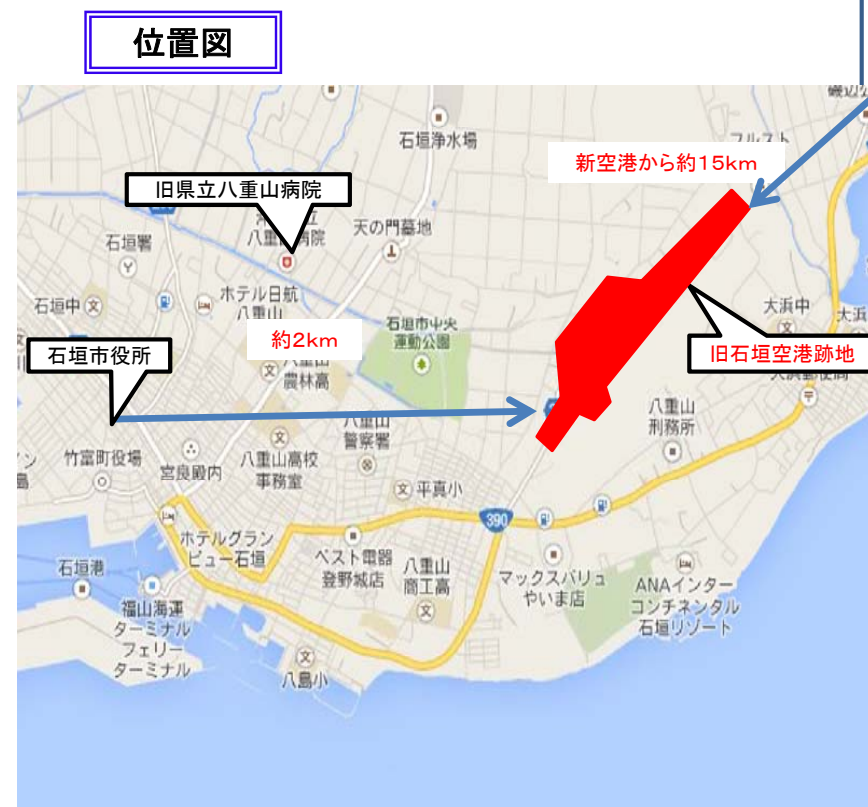 位置図
磯辺公
石垣浄水場
フルスト
新空港から約15km
旧県立八重山病院
八重山病院
天の門墓地
石垣署
石垣中
ホテル日航
八重山
石垣市中央
運動公園
大浜中
大浜
約2km
石垣市役所
旧石垣空港跡地
八重山
農林高
八重山
刑務所
八重山
警察署
竹富町役場
宮良殿内
八重山高校
事務室
平真小
390
ホテルグラン
ビュー石垣
ベスト電器
登野城店
八重山
商工高
マックスバリュ
やいま店
ANAインター
コンチネンタル
石垣リゾート
石垣港
福山海運
ターミナル
フェリー
ターミナル
八島小